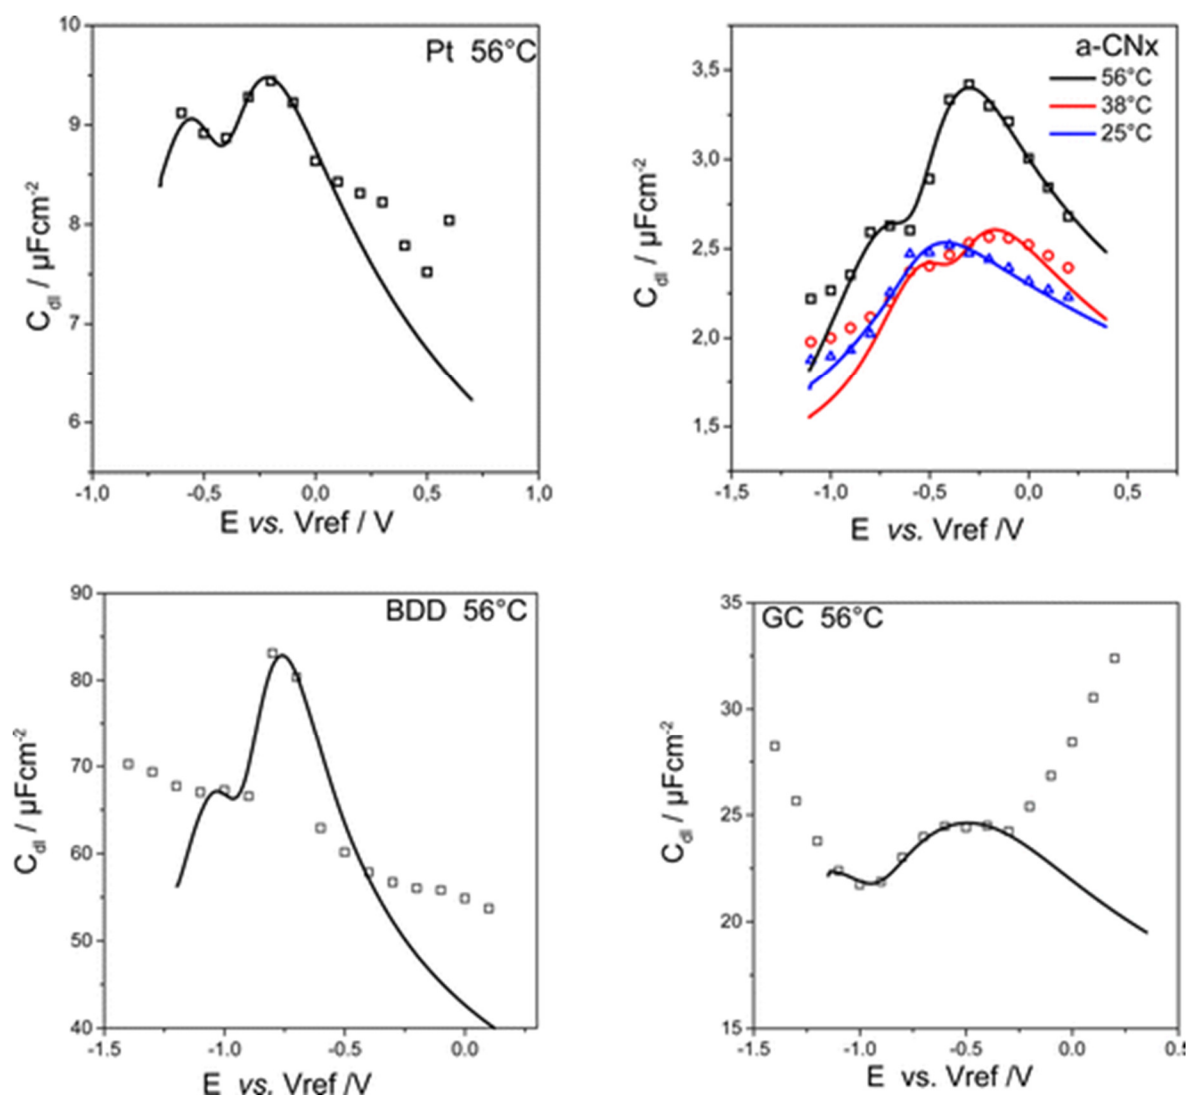 Pt 56°C
10
9
8
7
6
C_dl / µFcm⁻²
-1,0 -0,5 0,0 0,5 1,0
E vs. Vref / V
a-CNx
56°C
38°C
25°C
3,5
3,0
2,5
2,0
1,5
C_dl / µFcm⁻²
-1,5 -1,0 -0,5 0,0 0,5
E vs. Vref /V
BDD 56°C
90
80
70
60
50
40
C_dl / µFcm⁻²
-1.5 -1.0 -0.5 0.0
E vs. Vref /V
GC 56°C
35
30
25
20
15
C_dl / µFcm⁻²
-1.5 -1.0 -0.5 0.0 0.5
E vs. Vref /V